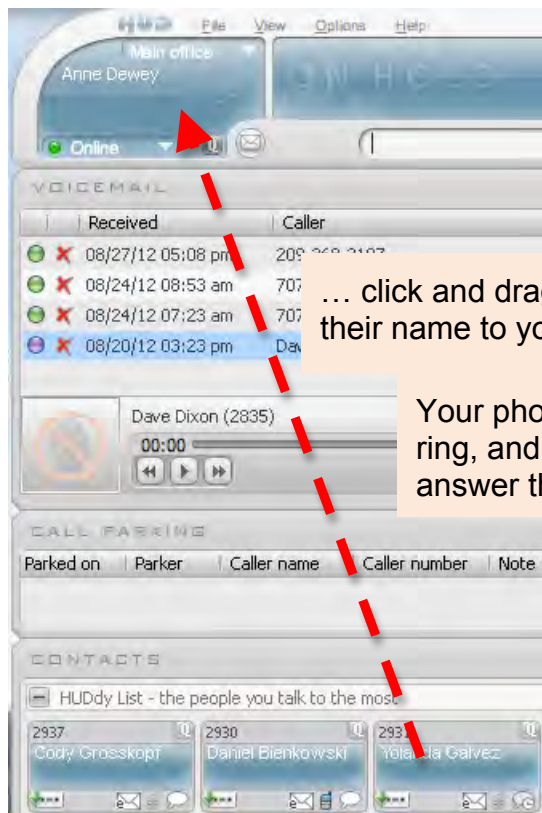 HUD File View Options Help
Main office
Anne Dewey
ON HOLD
Online
VOICEMAIL
Received Caller
08/27/12 05:08 pm
08/24/12 08:53 am 707
08/24/12 07:23 am 707
08/20/12 03:23 pm Dav
… click and drag
their name to yo
Dave Dixon (2835)
00:00
Your pho
ring, and
answer th
CALL PARKING
Parked on Parker Caller name Caller number Note
CONTACTS
HUDdy List - the people you talk to the most
2937 2930 293
Cody Grosskopf Daniel Bienkowski Yolanda Galvez